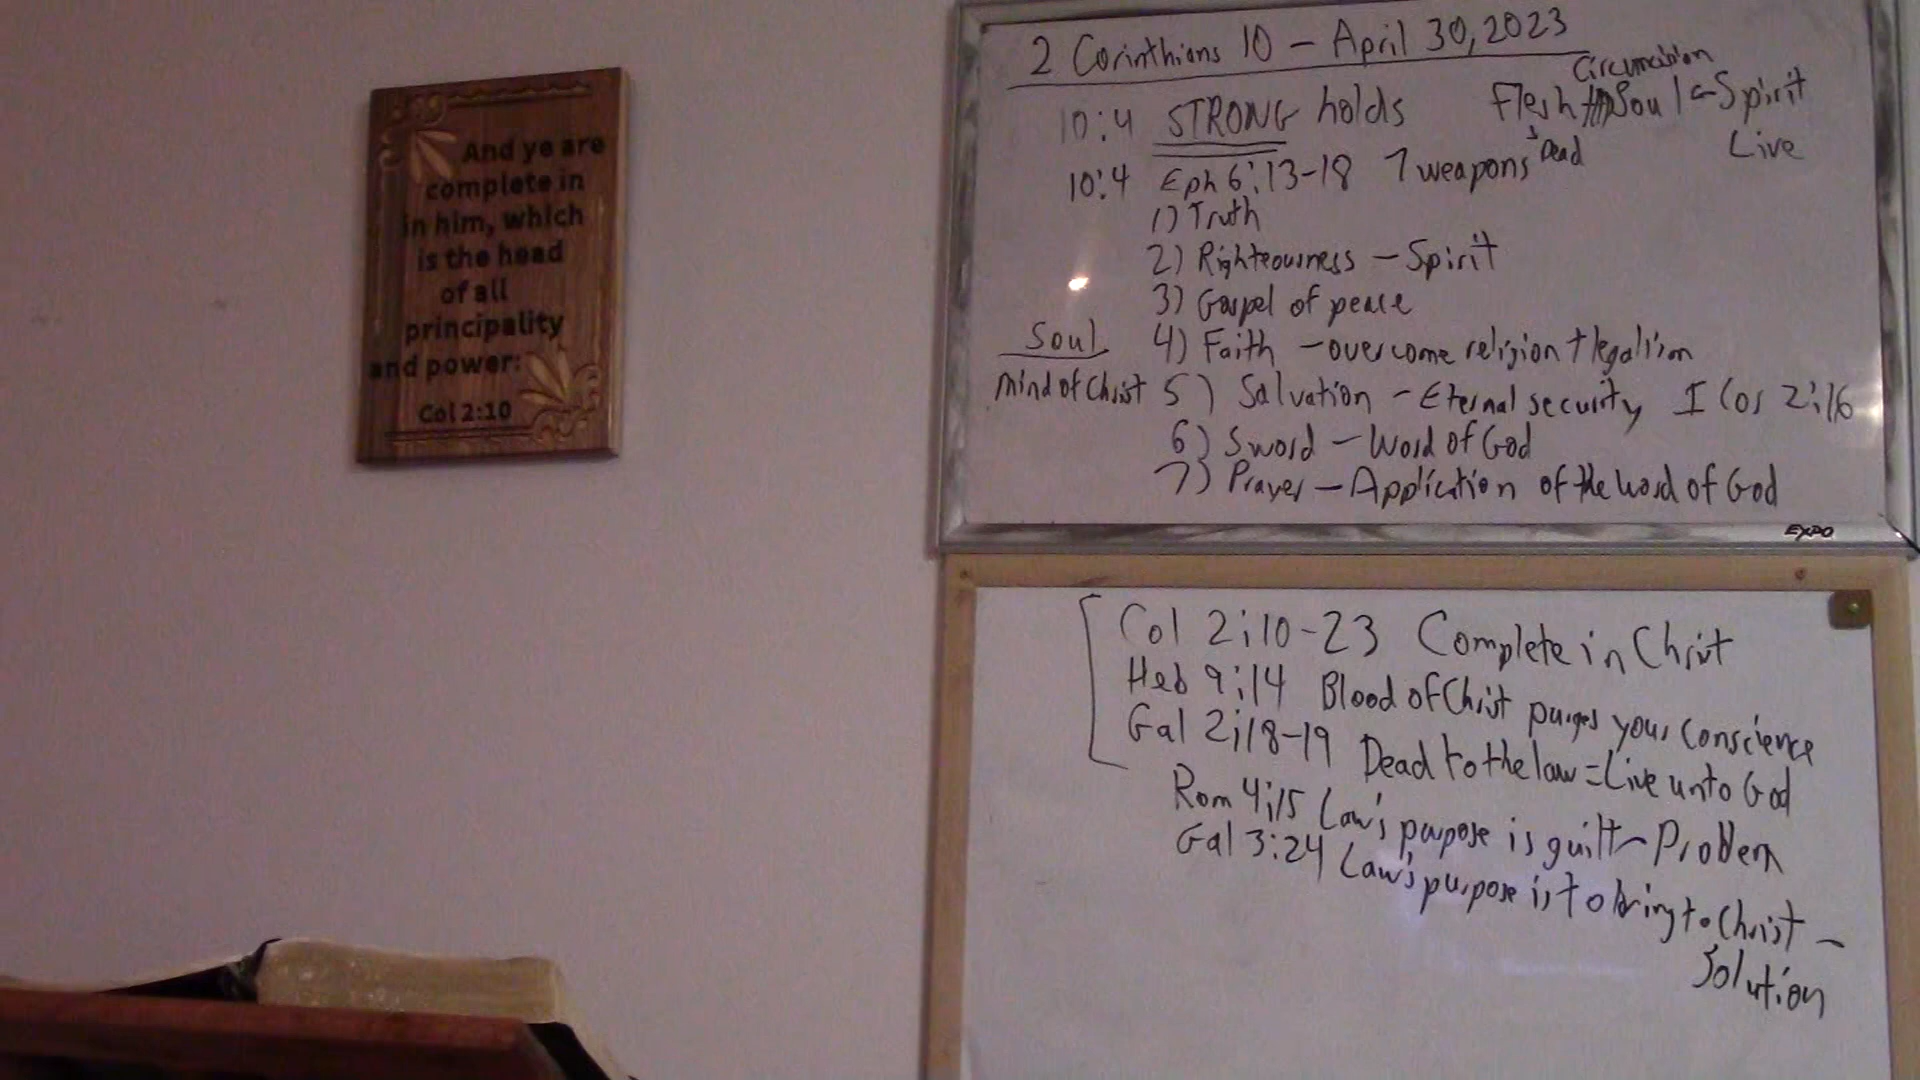 And ye are
complete in
in him, which
is the head
of all
principality
and power:
Col 2:10
2 Corinthians 10 - April 30, 2023
Circumcision
10:4 STRONG holds Flesh Soul Spirit
Dead Live
10:4 Eph 6:13-18 7 weapons
1) Truth
2) Righteousness - Spirit
3) Gospel of peace
Soul 4) Faith - overcome religion + legalism
Mind of Christ 5) Salvation - Eternal security I Cor 2:16
6) Sword - Word of God
7) Prayer - Application of the word of God
EXPO
Col 2:10-23 Complete in Christ
Heb 9:14 Blood of Christ purges your conscience
Gal 2:18-19 Dead to the law = Live unto God
Rom 4:15 Law's purpose is guilt - Problem
Gal 3:24 Law's purpose is to bring to Christ -
Solution